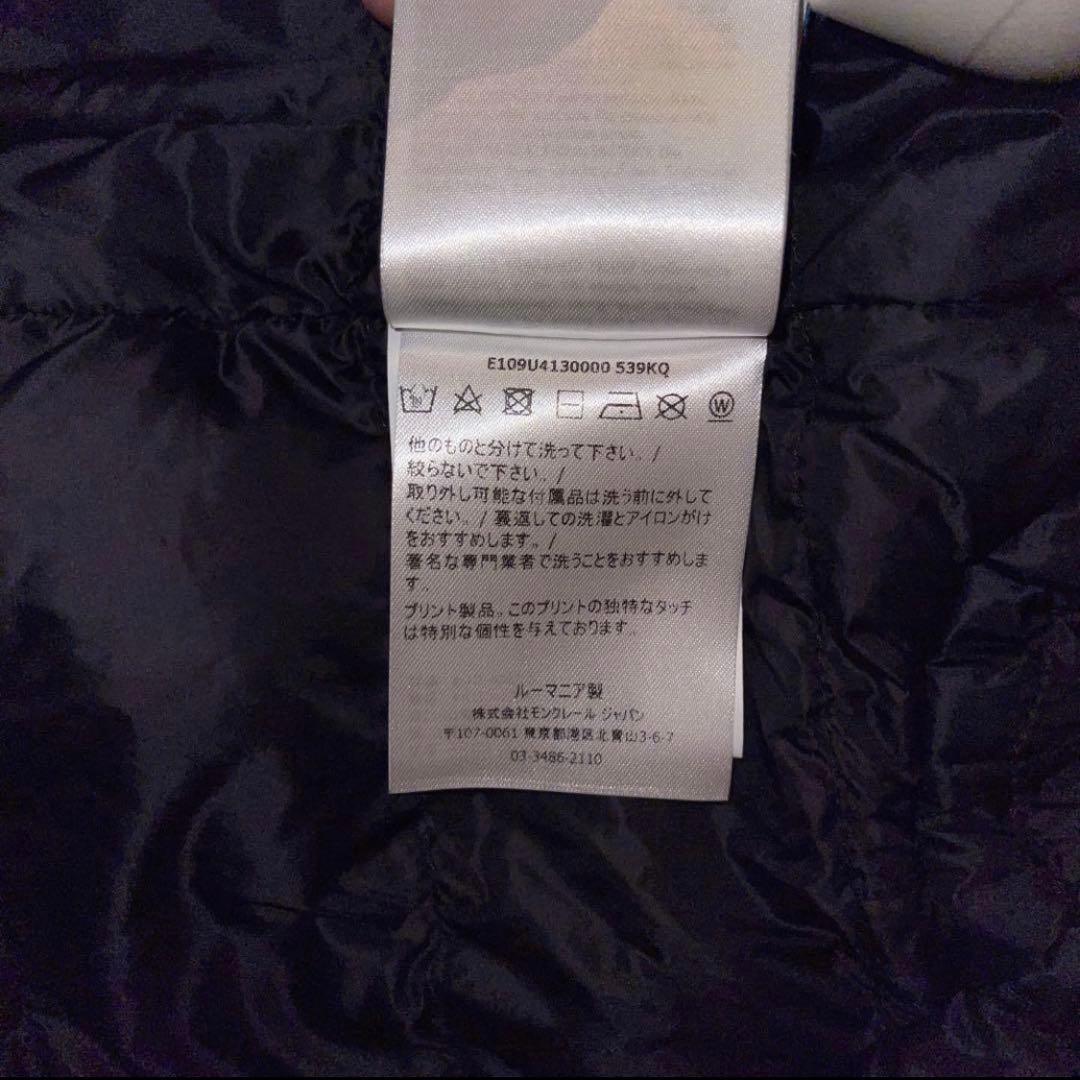 E109U4130000 539KQ
W
他のものと分けて洗って下さい。/
絞らないで下さい。/
取り外し可能な付属品は洗う前に外して
ください。/ 裏返しての洗濯とアイロンがけ
をおすすめします。/
著名な専門業者で洗うことをおすすめしま
す。
プリント製品。このプリントの独特なタッチ
は特別な個性を与えております。
ルーマニア製
株式会社モンクレール ジャパン
〒107-0061 東京都港区北青山3-6-7
03-3486-2110